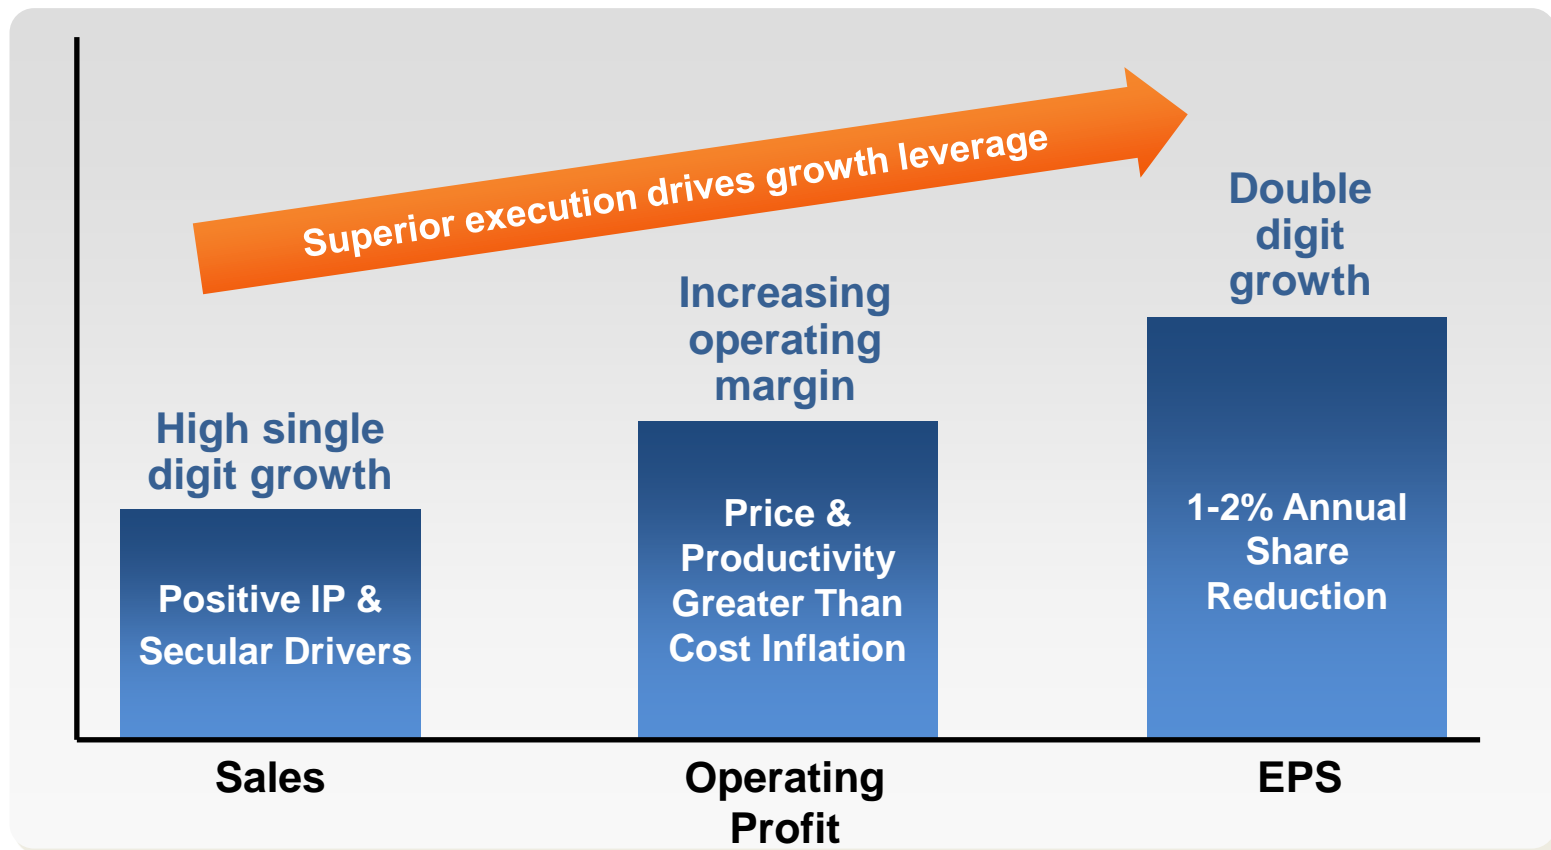 Superior execution drives growth leverage
High single
digit growth
Positive IP &
Secular Drivers
Sales
Increasing
operating
margin
Price &
Productivity
Greater Than
Cost Inflation
Operating
Profit
Double
digit
growth
1-2% Annual
Share
Reduction
EPS